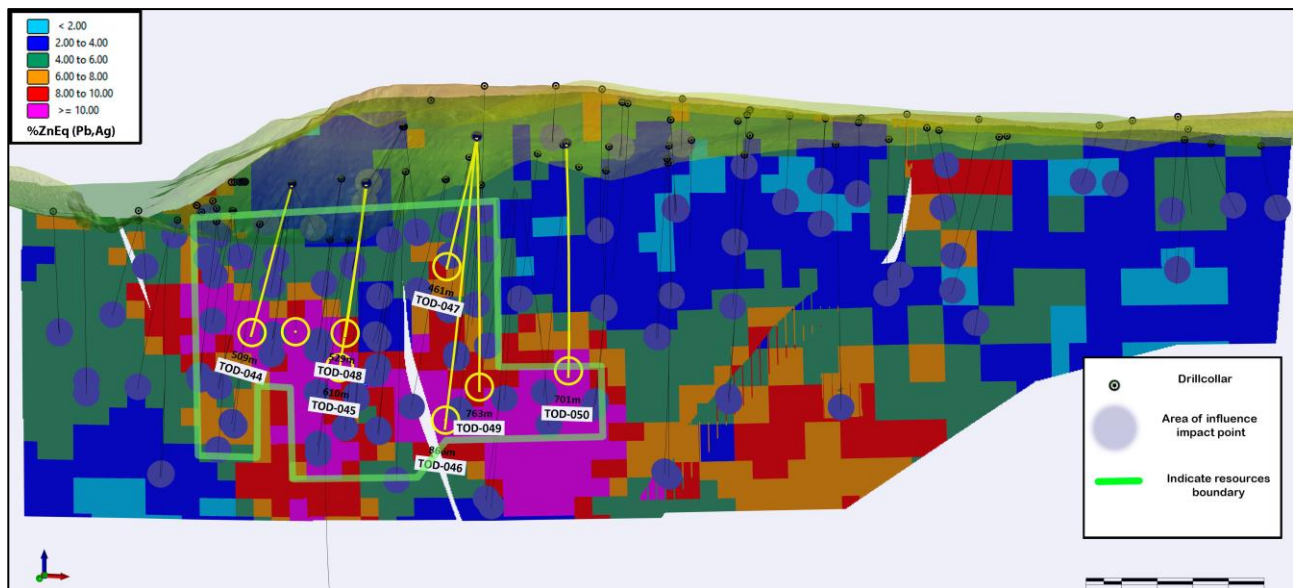 < 2.00
2.00 to 4.00
4.00 to 6.00
6.00 to 8.00
8.00 to 10.00
>= 10.00
%ZnEq (Pb,Ag)
461m
TOD-047
509m
TOD-044
529m
TOD-048
610m
TOD-045
763m
TOD-049
701m
TOD-050
TOD-046
Drillcollar
Area of influence
impact point
Indicate resources
boundary